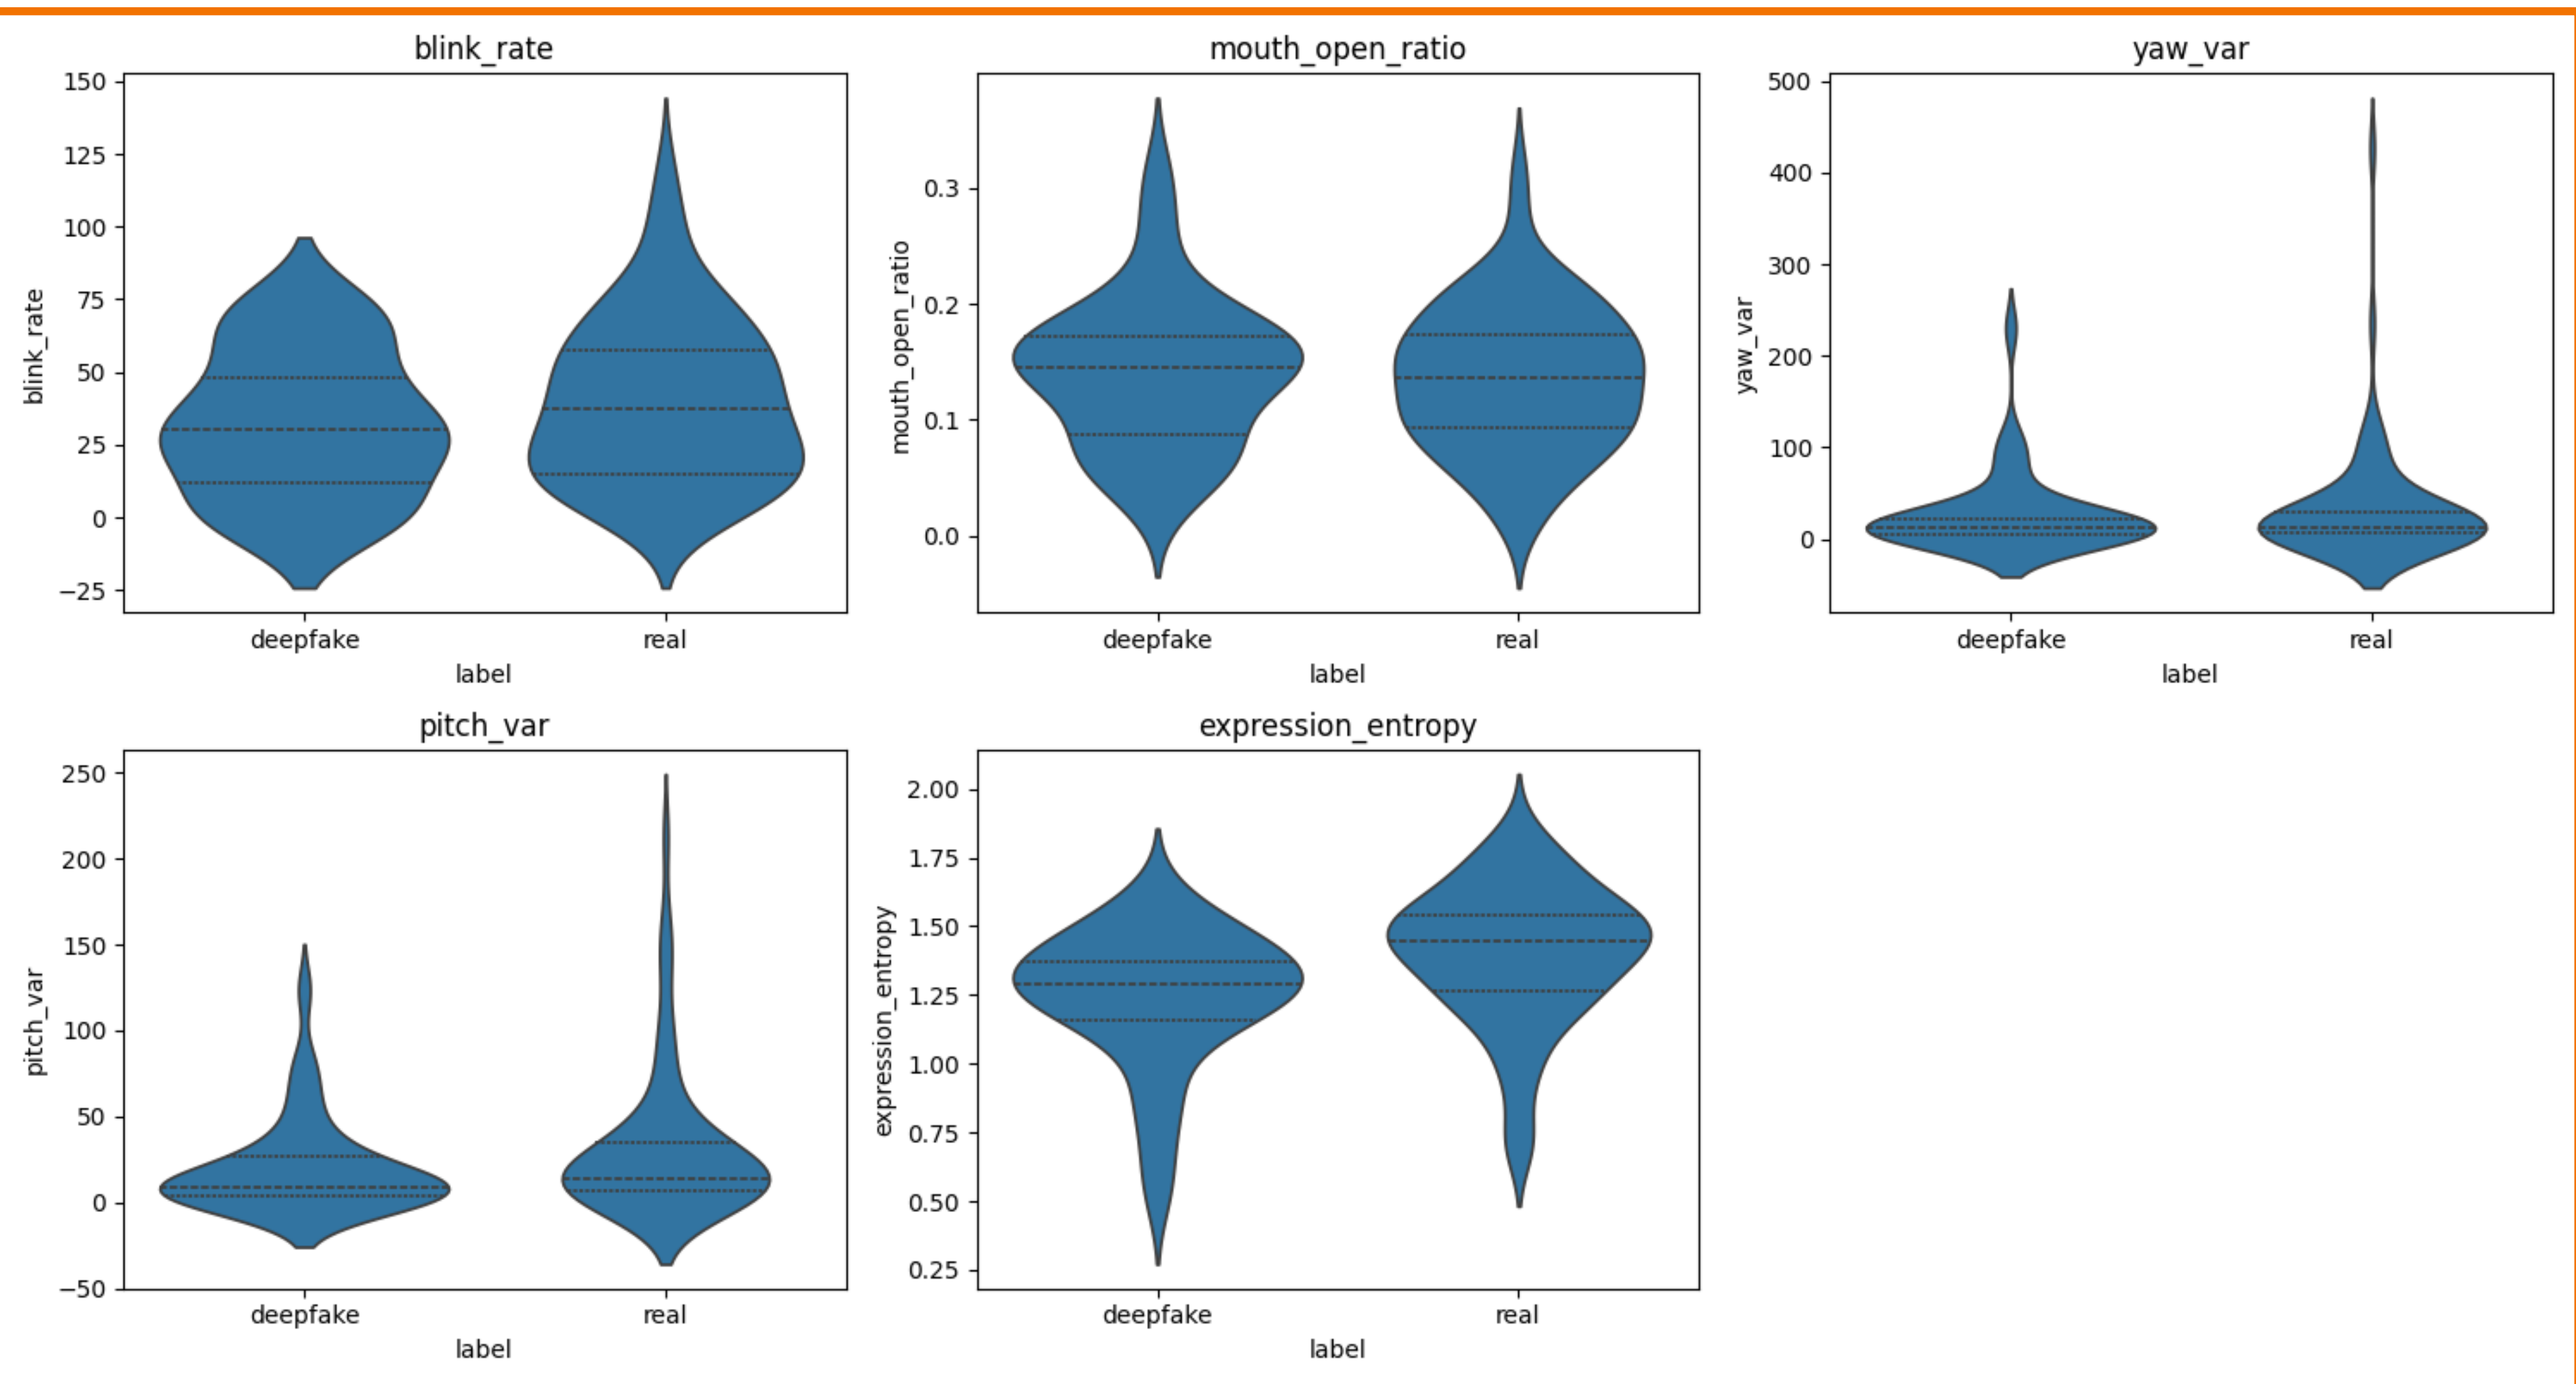 blink_rate
150
125
100
75
50
25
0
−25
blink_rate
deepfake
real
label
mouth_open_ratio
0.3
0.2
0.1
0.0
mouth_open_ratio
deepfake
real
label
yaw_var
500
400
300
200
100
0
yaw_var
deepfake
real
label
pitch_var
250
200
150
100
50
0
−50
pitch_var
deepfake
real
label
expression_entropy
2.00
1.75
1.50
1.25
1.00
0.75
0.50
0.25
expression_entropy
deepfake
real
label